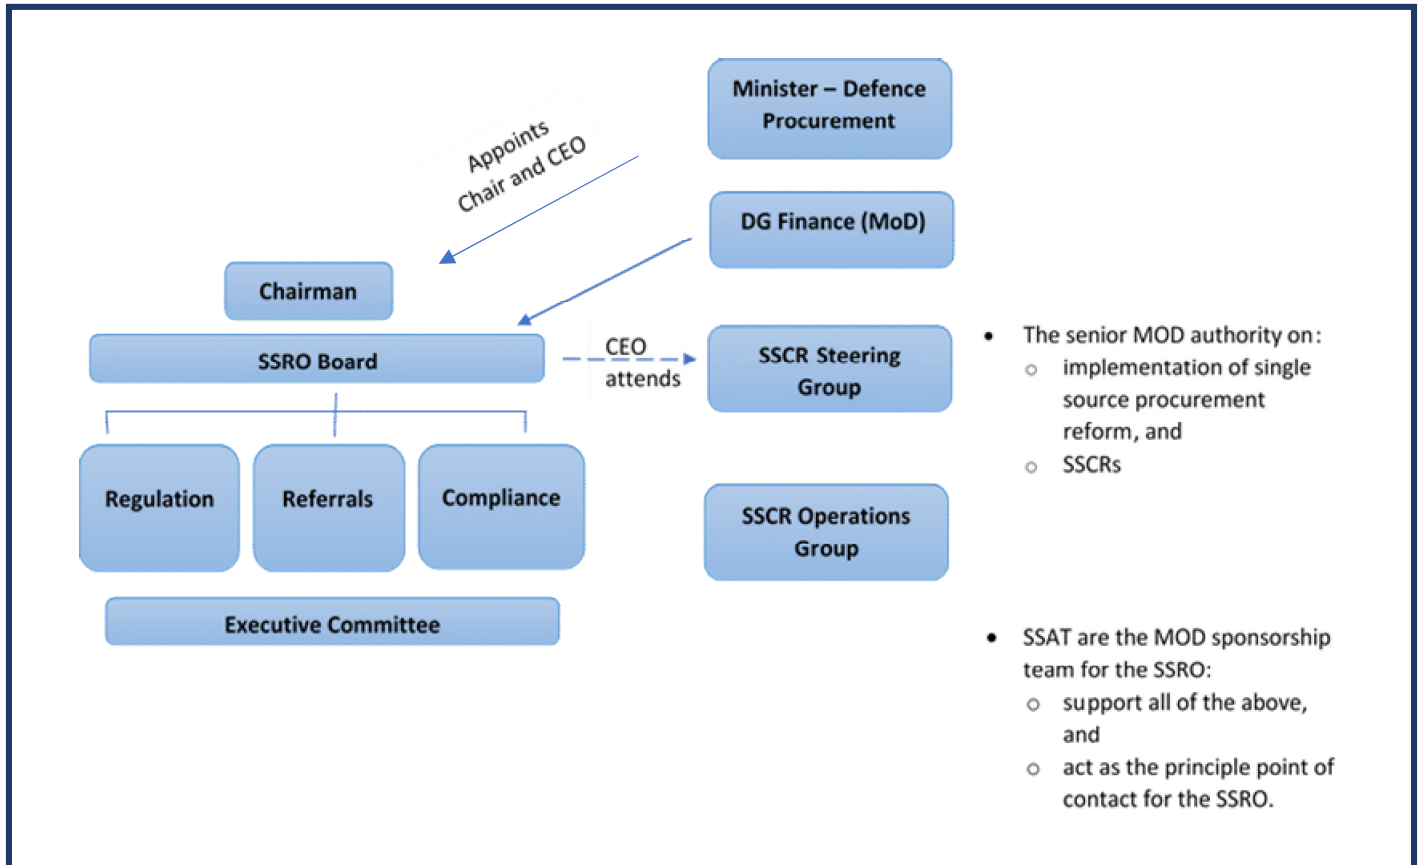 Minister – Defence
Procurement
Appoints
Chair and CEO
DG Finance (MoD)
Chairman
SSRO Board
CEO
attends
SSCR Steering
Group
• The senior MOD authority on:
o implementation of single
source procurement
reform, and
o SSCRs
Regulation
Referrals
Compliance
SSCR Operations
Group
Executive Committee
• SSAT are the MOD sponsorship
team for the SSRO:
o support all of the above,
and
o act as the principle point of
contact for the SSRO.